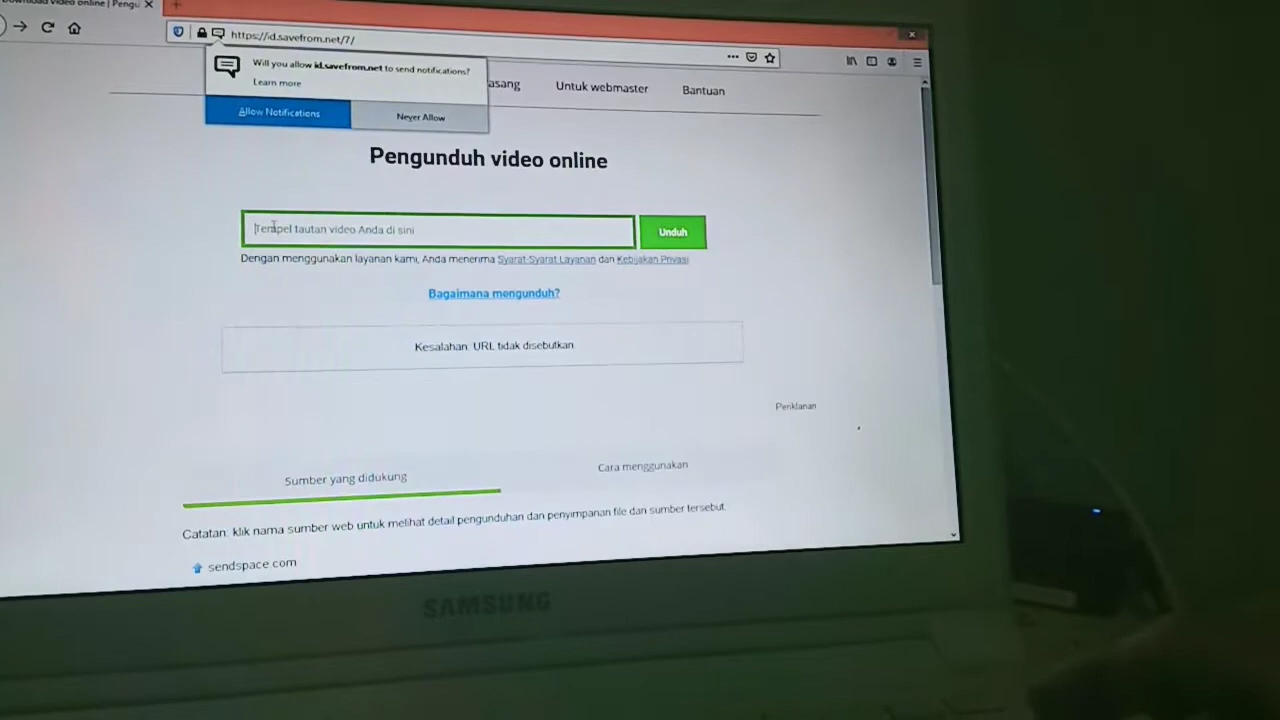 Download video online | Pengu
https://id.savefrom.net/7/
Will you allow id.savefrom.net to send notifications?
Learn more
Allow Notifications
Never Allow
asang
Untuk webmaster
Bantuan
Pengunduh video online
Tempel tautan video Anda di sini
Unduh
Dengan menggunakan layanan kami, Anda menerima Syarat-Syarat Layanan dan Kebijakan Privasi
Bagaimana mengunduh?
Kesalahan: URL tidak disebutkan
Periklanan
Sumber yang didukung
Cara menggunakan
Catatan: klik nama sumber web untuk melihat detail pengunduhan dan penyimpanan file dan sumber tersebut.
sendspace.com
SAMSUNG